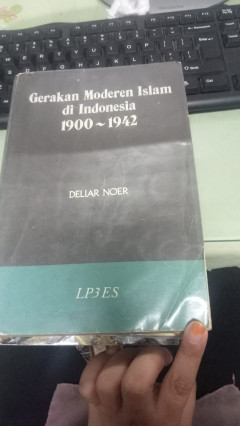 Gerakan Moderen Islam
di Indonesia
1900~1942
DELIAR NOER
LP3ES